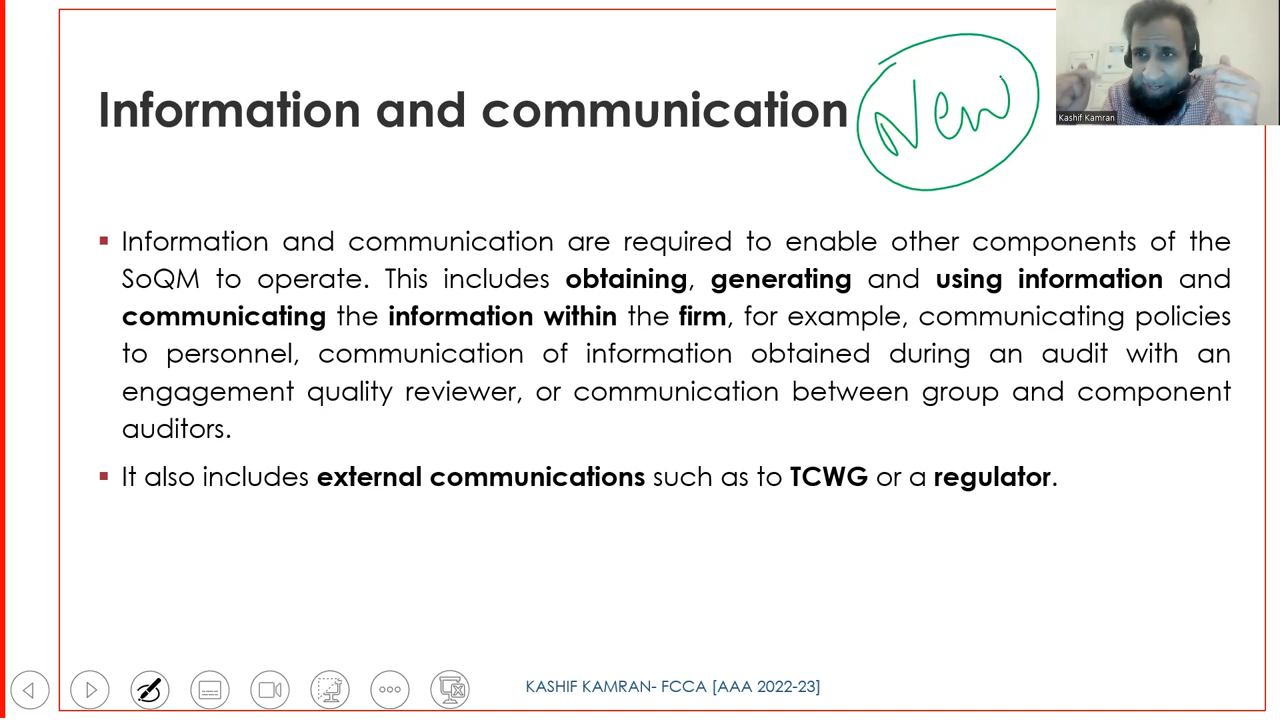 Information and communication New
Kashif Kamran
▪ Information and communication are required to enable other components of the
SoQM to operate. This includes obtaining, generating and using information and
communicating the information within the firm, for example, communicating policies
to personnel, communication of information obtained during an audit with an
engagement quality reviewer, or communication between group and component
auditors.
▪ It also includes external communications such as to TCWG or a regulator.
KASHIF KAMRAN- FCCA [AAA 2022-23]